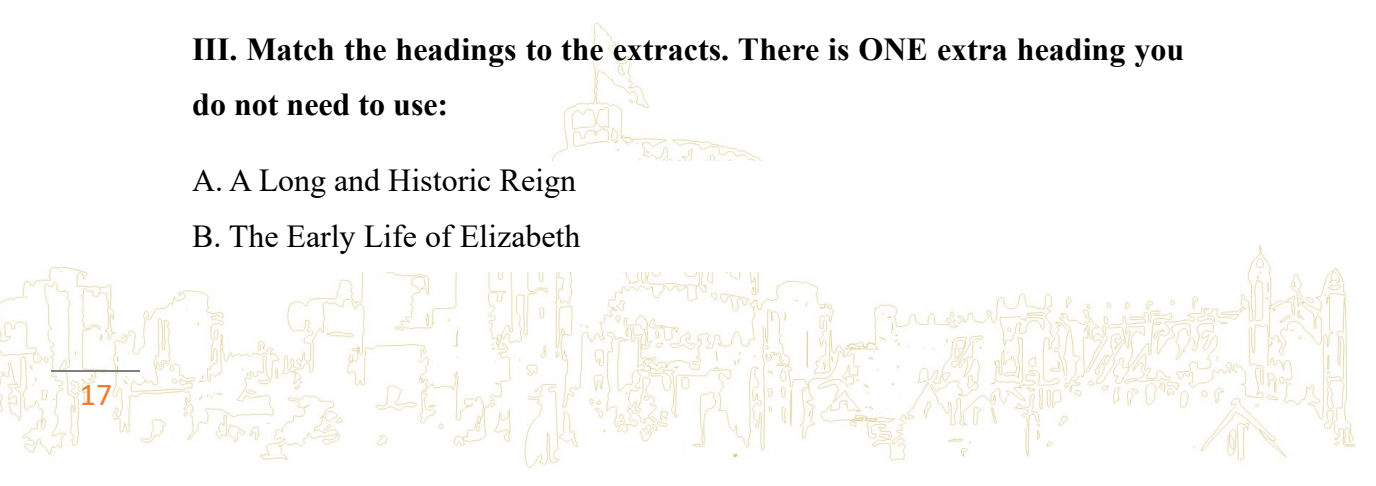 III. Match the headings to the extracts. There is ONE extra heading you
do not need to use:
A. A Long and Historic Reign
B. The Early Life of Elizabeth
17